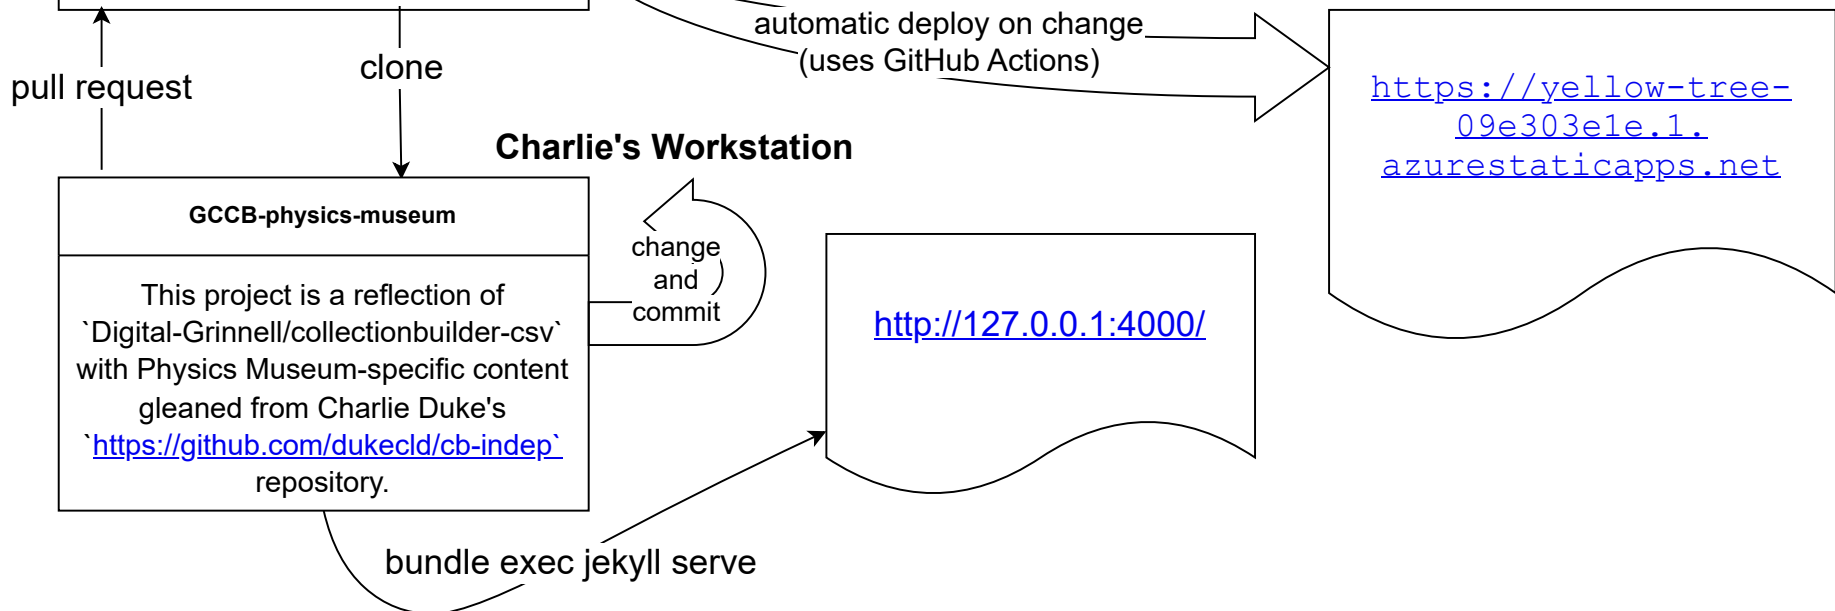 automatic deploy on change
(uses GitHub Actions)
pull request
clone
https://yellow-tree-
09e303e1e.1.
azurestaticapps.net
Charlie's Workstation
GCCB-physics-museum
change
and
commit
This project is a reflection of
`Digital-Grinnell/collectionbuilder-csv`
with Physics Museum-specific content
gleaned from Charlie Duke's
`https://github.com/dukecld/cb-indep`
repository.
http://127.0.0.1:4000/
bundle exec jekyll serve